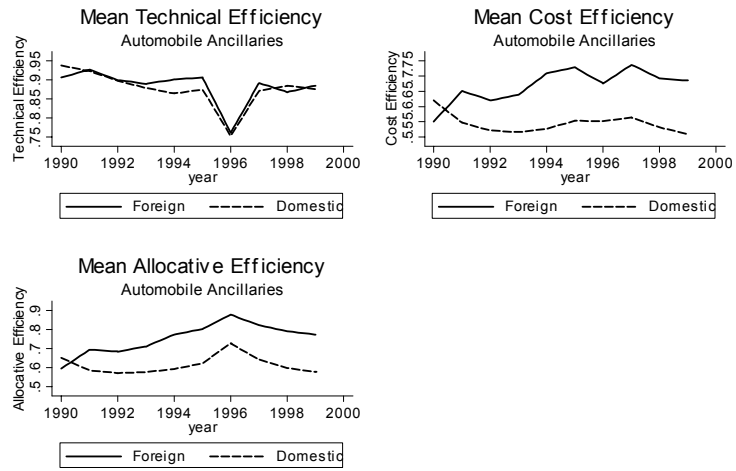 Mean Technical Efficiency
Automobile Ancillaries
Technical Efficiency
.75 .8 .85 .9 .95
1990 1992 1994 1996 1998 2000
year
Foreign Domestic
Mean Cost Efficiency
Automobile Ancillaries
Cost Efficiency
.5 .55 .6 .65 .7 .75
1990 1992 1994 1996 1998 2000
year
Foreign Domestic
Mean Allocative Efficiency
Automobile Ancillaries
Allocative Efficiency
.5 .6 .7 .8 .9
1990 1992 1994 1996 1998 2000
year
Foreign Domestic